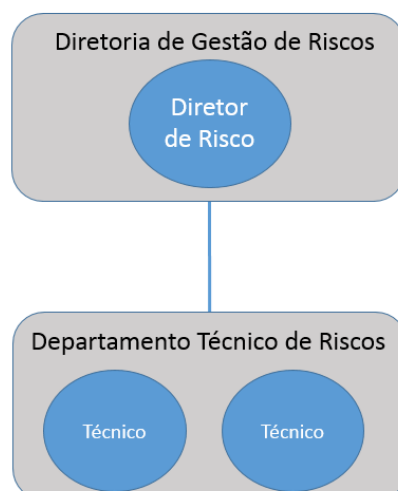 Diretoria de Gestão de Riscos
Diretor
de Risco
Departamento Técnico de Riscos
Técnico
Técnico